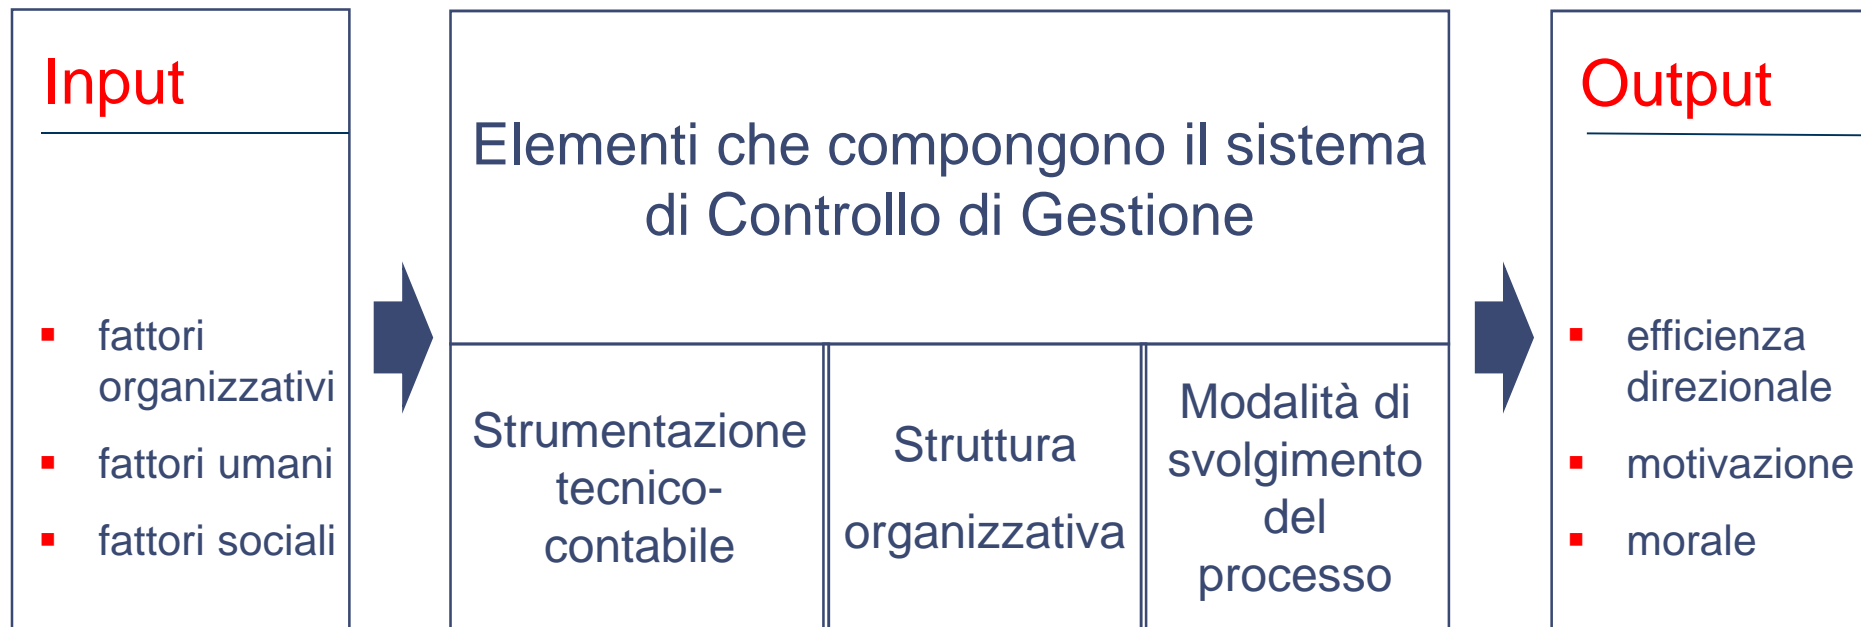 Input
fattori
organizzativi
fattori umani
fattori sociali
Elementi che compongono il sistema
di Controllo di Gestione
Strumentazione
tecnico-
contabile
Struttura
organizzativa
Modalità di
svolgimento
del
processo
Output
efficienza
direzionale
motivazione
morale